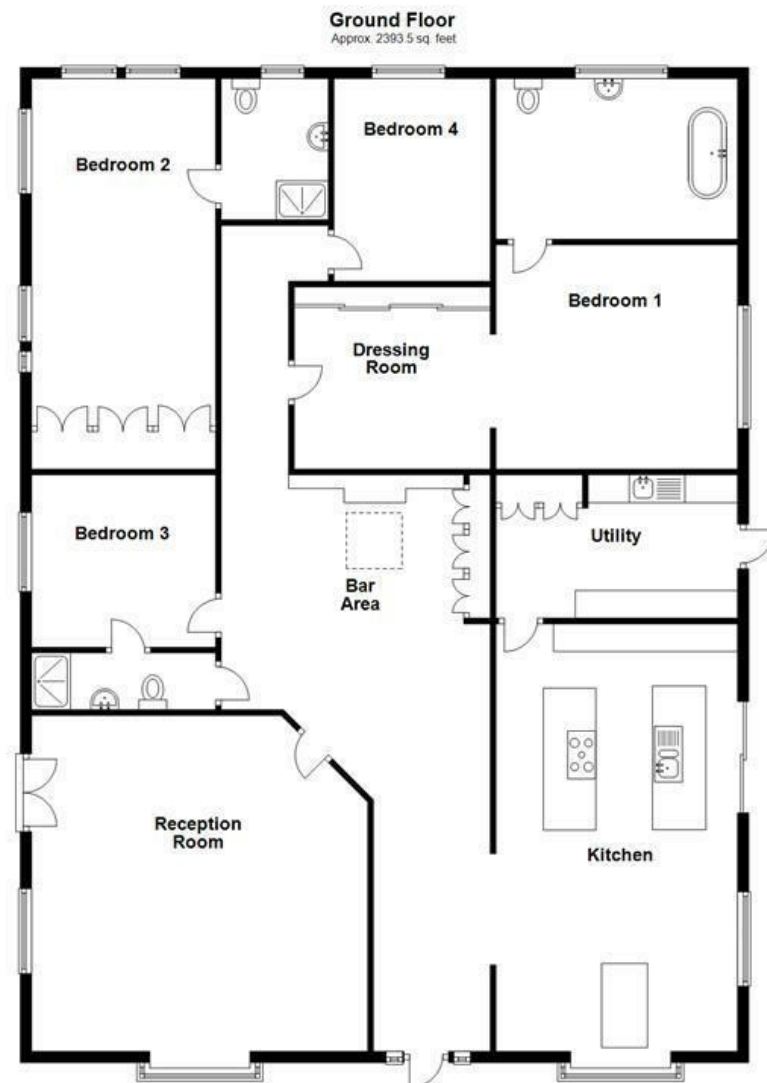 Ground Floor
Approx. 2393.5 sq. feet
Bedroom 2
Bedroom 4
Bedroom 1
Dressing
Room
Bedroom 3
Bar
Area
Utility
Reception
Room
Kitchen